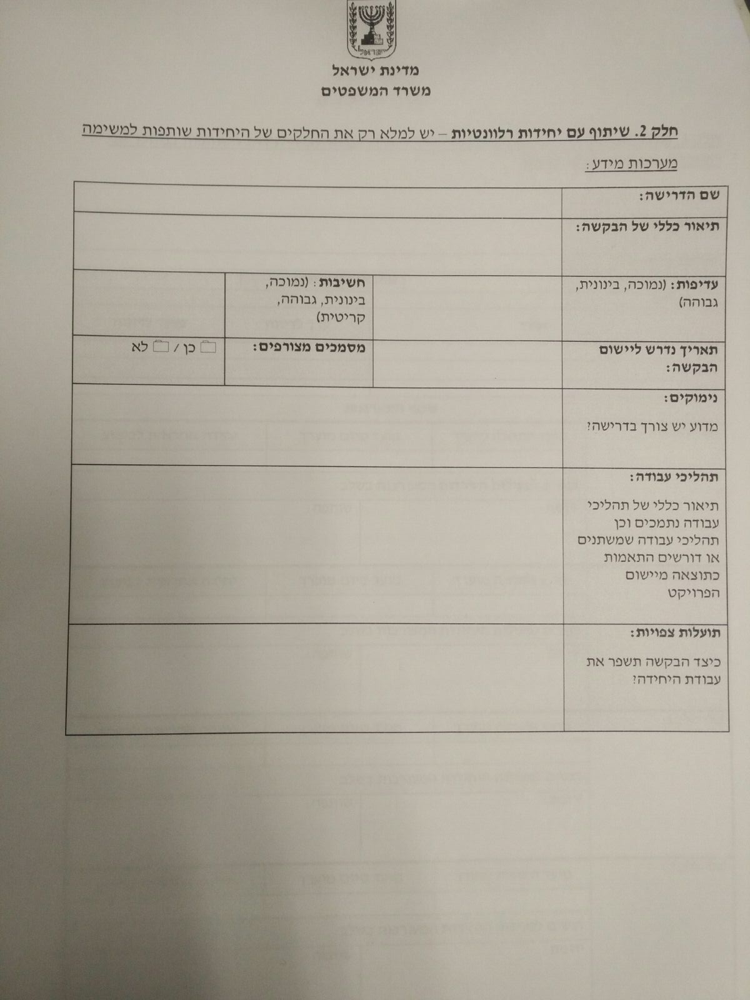 ישראל
מדינת ישראל
משרד המשפטים
חלק 2. שיתוף עם יחידות רלוונטיות – יש למלא רק את החלקים של היחידות שותפות למשימה
מערכות מידע:
שם הדרישה:
תיאור כללי של הבקשה:
עדיפות: (נמוכה, בינונית,
גבוהה)
חשיבות: (נמוכה,
בינונית, גבוהה,
קריטית)
תאריך נדרש ליישום
הבקשה:
מסמכים מצורפים:
כן / לא
נימוקים:
מדוע יש צורך בדרישה?
תהליכי עבודה:
תיאור כללי של תהליכי
עבודה נתמכים וכן
תהליכי עבודה שמשתנים
או דורשים התאמות
כתוצאה מיישום
הפרויקט
תועלות צפויות:
כיצד הבקשה תשפר את
עבודת היחידה?